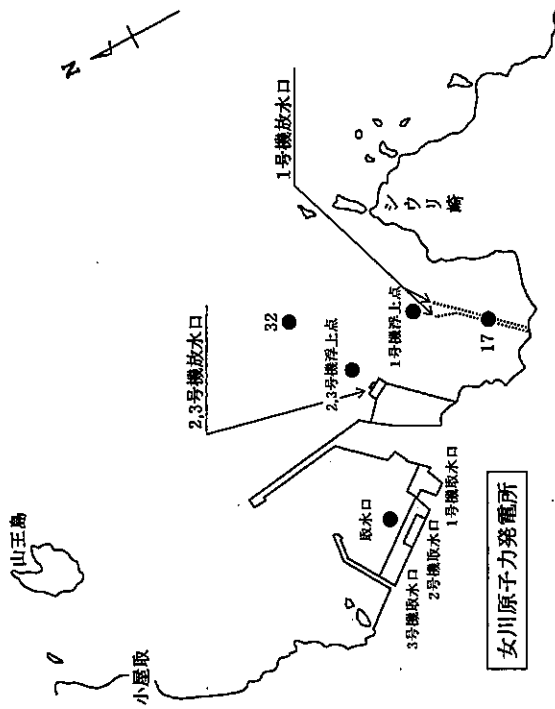 山王島
小屋取
N
2,3号機放水口
1号機放水口
32
2,3号機浮上点
1号機浮上点
17
シウリ崎
取水口
1号機取水口
2号機取水口
3号機取水口
女川原子力発電所